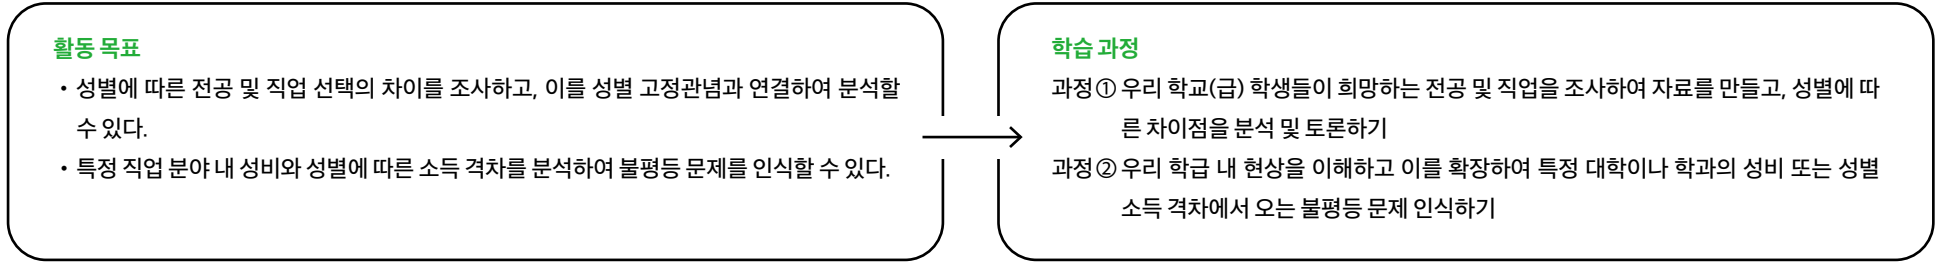 활동 목표
· 성별에 따른 전공 및 직업 선택의 차이를 조사하고, 이를 성별 고정관념과 연결하여 분석할
수 있다.
· 특정 직업 분야 내 성비와 성별에 따른 소득 격차를 분석하여 불평등 문제를 인식할 수 있다.
학습 과정
과정① 우리 학교(급) 학생들이 희망하는 전공 및 직업을 조사하여 자료를 만들고, 성별에 따
른 차이점을 분석 및 토론하기
과정② 우리 학급 내 현상을 이해하고 이를 확장하여 특정 대학이나 학과의 성비 또는 성별
소득 격차에서 오는 불평등 문제 인식하기